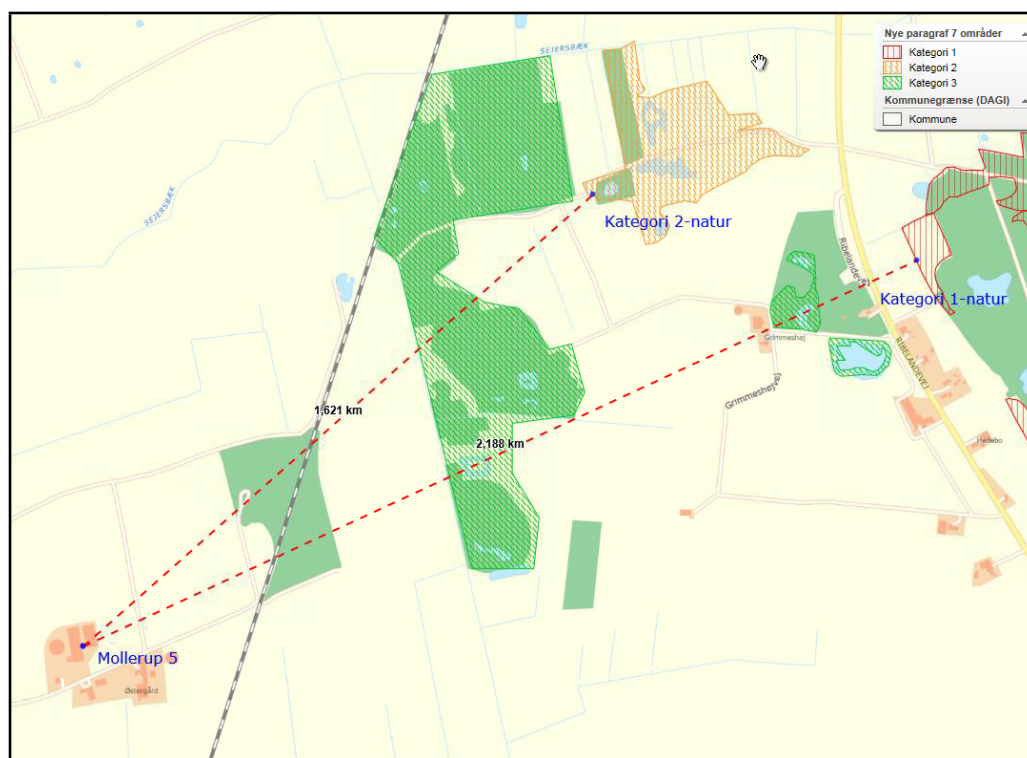 Nye paragraf 7 områder
Kategori 1
Kategori 2
Kategori 3
Kommunegrænse (DAGI)
Kommune
SEJERSBÆK
SEJERSBÆK
Kategori 2-natur
Ribelandevej
Kategori 1-natur
Grimmeshøj
RIBELANDEVEJ
Grimmeshøjvej
1,621 km
2,188 km
Hedebo
Mollerup 5
Østergård